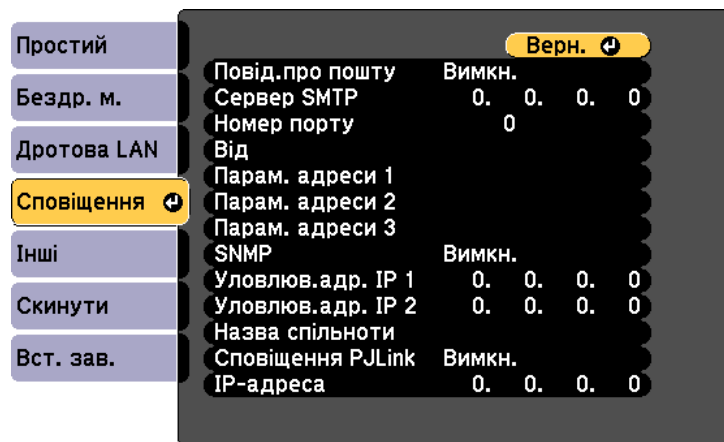 Простий
Бездр. м.
Дротова LAN
Сповіщення
Інші
Скинути
Вст. зав.
Верн.
Повід.про пошту Вимкн.
Сервер SMTP 0. 0. 0. 0
Номер порту 0
Від
Парам. адреси 1
Парам. адреси 2
Парам. адреси 3
SNMP Вимкн.
Уловлюв.адр. IP 1 0. 0. 0. 0
Уловлюв.адр. IP 2 0. 0. 0. 0
Назва спільноти
Сповіщення PJLink Вимкн.
IP-адреса 0. 0. 0. 0